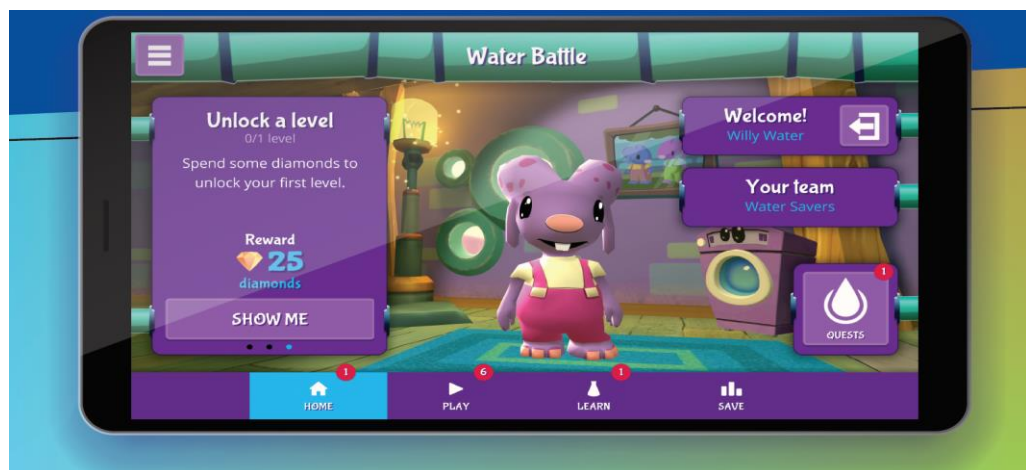 Water Battle
Unlock a level
0/1 level
Spend some diamonds to
unlock your first level.
Reward
25
diamonds
SHOW ME
Welcome!
Willy Water
Your team
Water Savers
1
QUESTS
1
HOME
6
PLAY
1
LEARN
SAVE